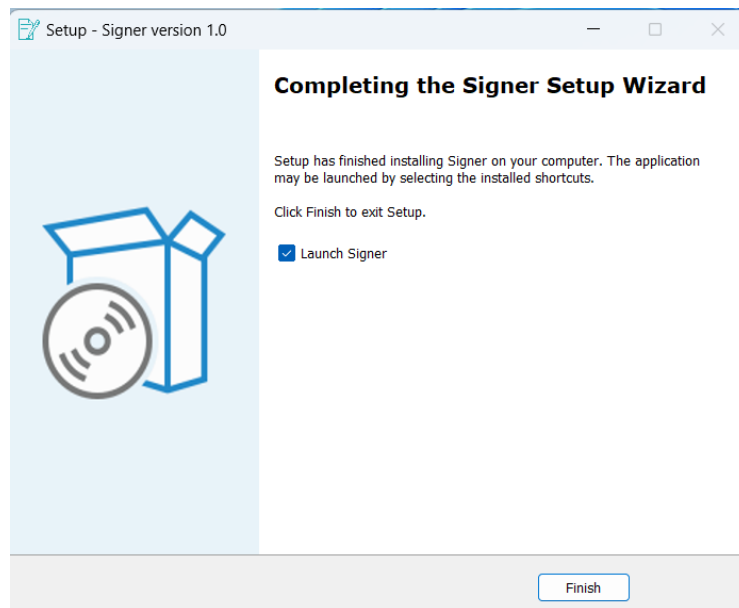 Setup - Signer version 1.0
Completing the Signer Setup Wizard
Setup has finished installing Signer on your computer. The application
may be launched by selecting the installed shortcuts.
Click Finish to exit Setup.
Launch Signer
Finish